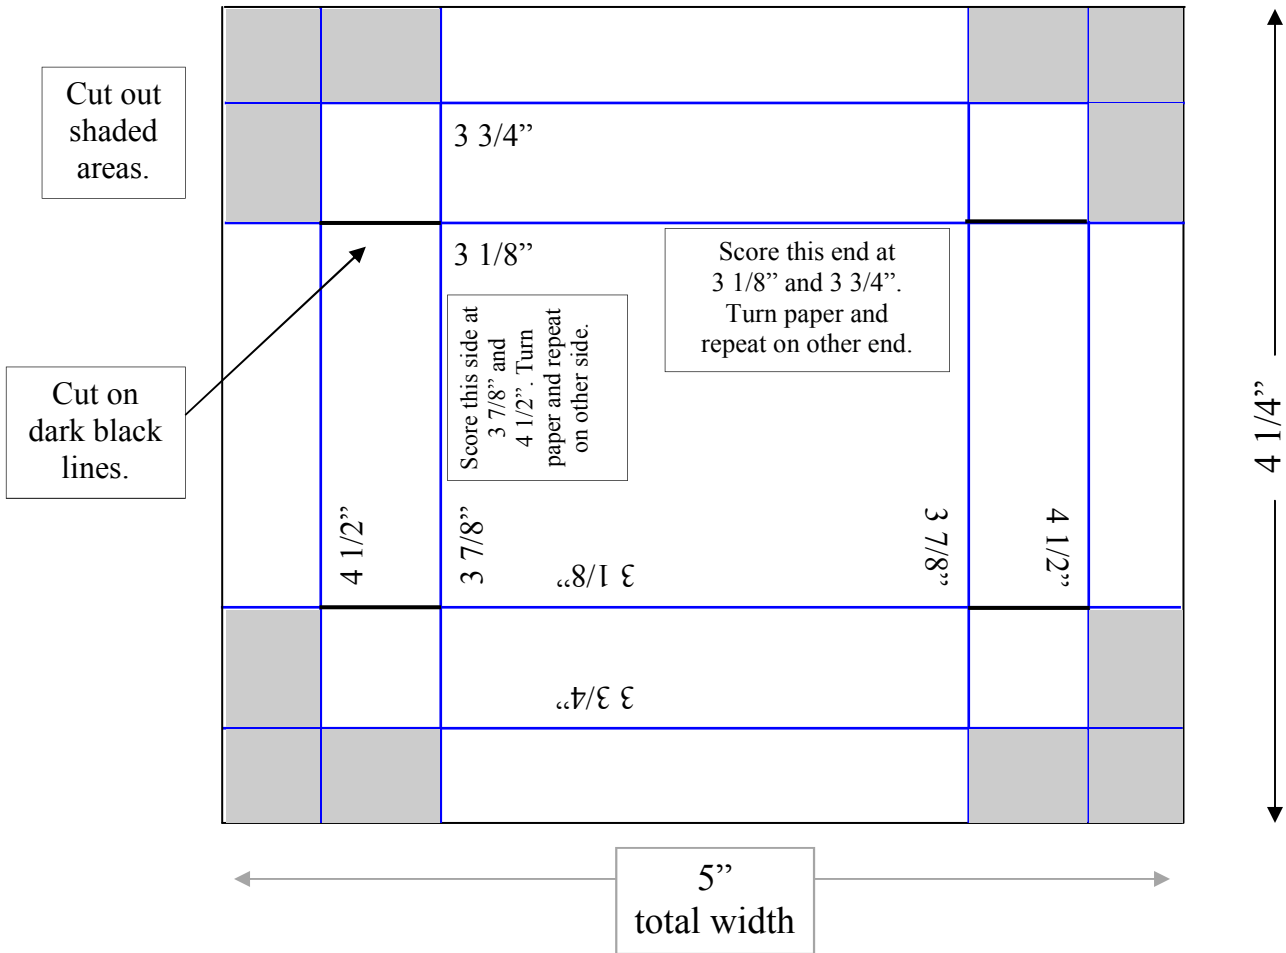 Cut out
shaded
areas.
3 3/4”
3 1/8”
Score this end at
3 1/8” and 3 3/4”.
Turn paper and
repeat on other end.
Score this side at
3 7/8” and
4 1/2”. Turn
paper and repeat
on other side.
Cut on
dark black
lines.
4 1/4”
4 1/2”
3 7/8”
3 1/8”
3 7/8”
4 1/2”
3 3/4”
5”
total width